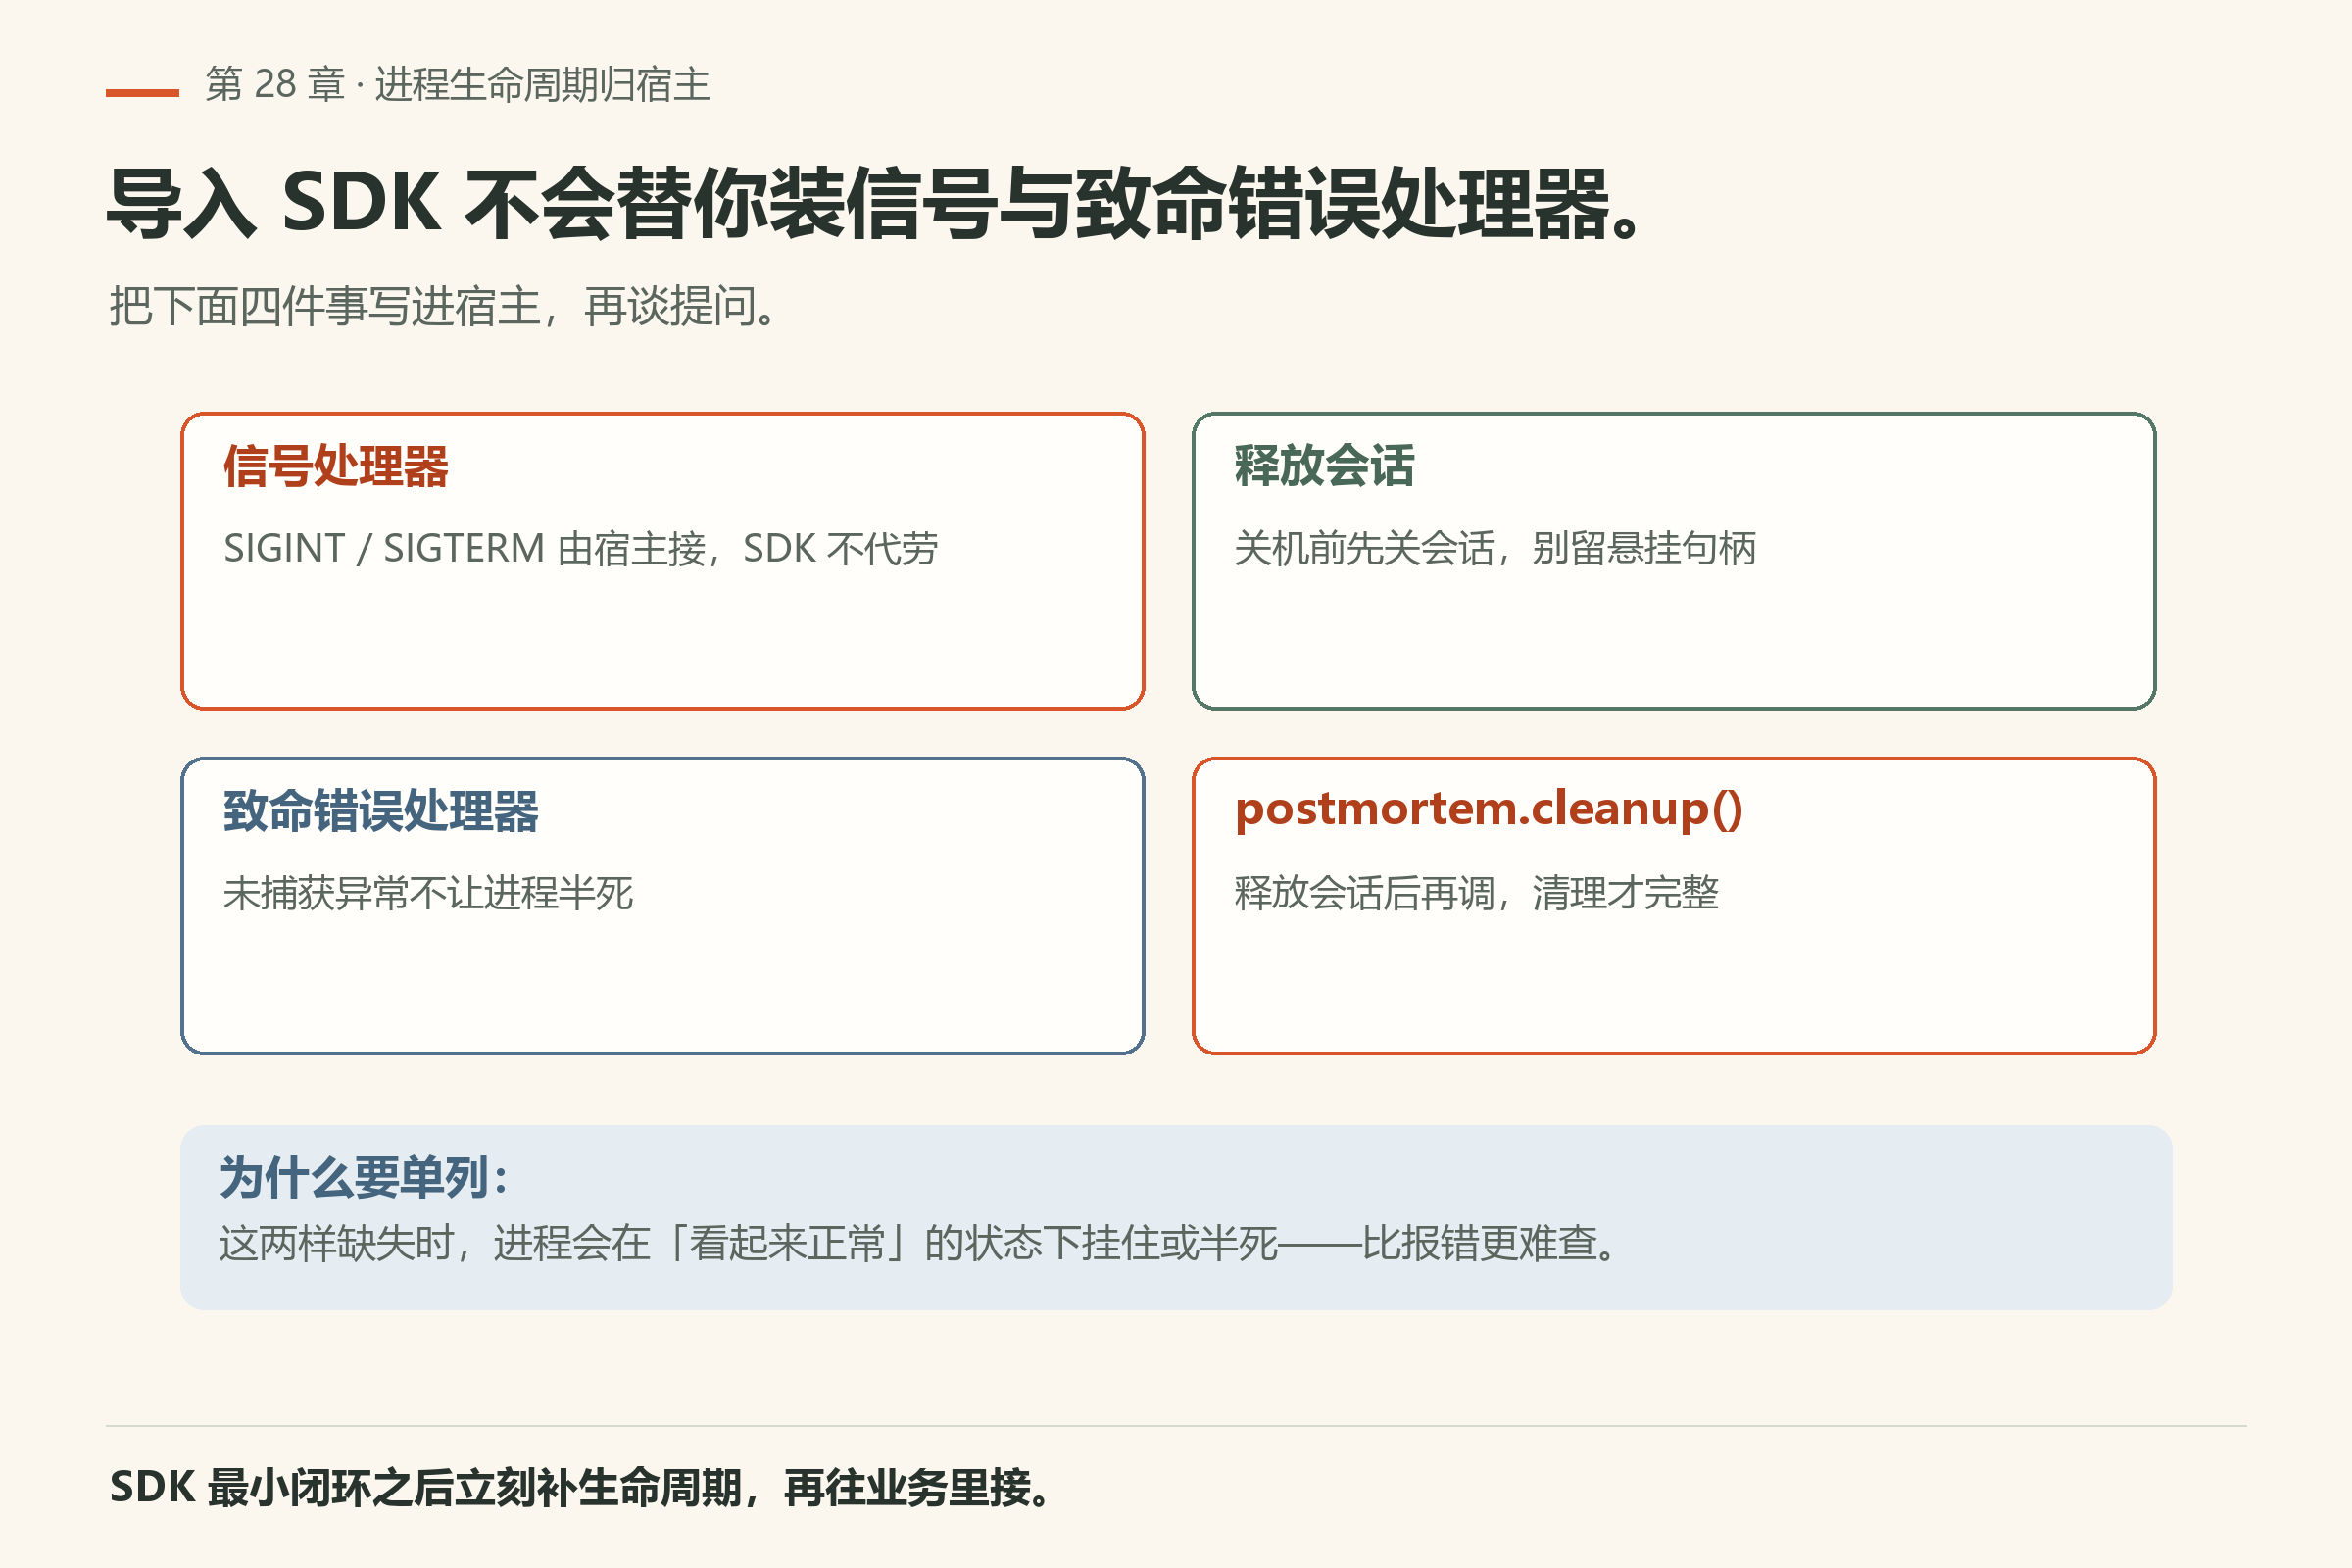 第 28 章 · 进程生命周期归宿主
导入 SDK 不会替你装信号与致命错误处理器。
把下面四件事写进宿主，再谈提问。
信号处理器
SIGINT / SIGTERM 由宿主接，SDK 不代劳
释放会话
关机前先关会话，别留悬挂句柄
致命错误处理器
未捕获异常不让进程半死
postmortem.cleanup()
释放会话后再调，清理才完整
为什么要单列：
这两样缺失时，进程会在「看起来正常」的状态下挂住或半死——比报错更难查。
SDK 最小闭环之后立刻补生命周期，再往业务里接。